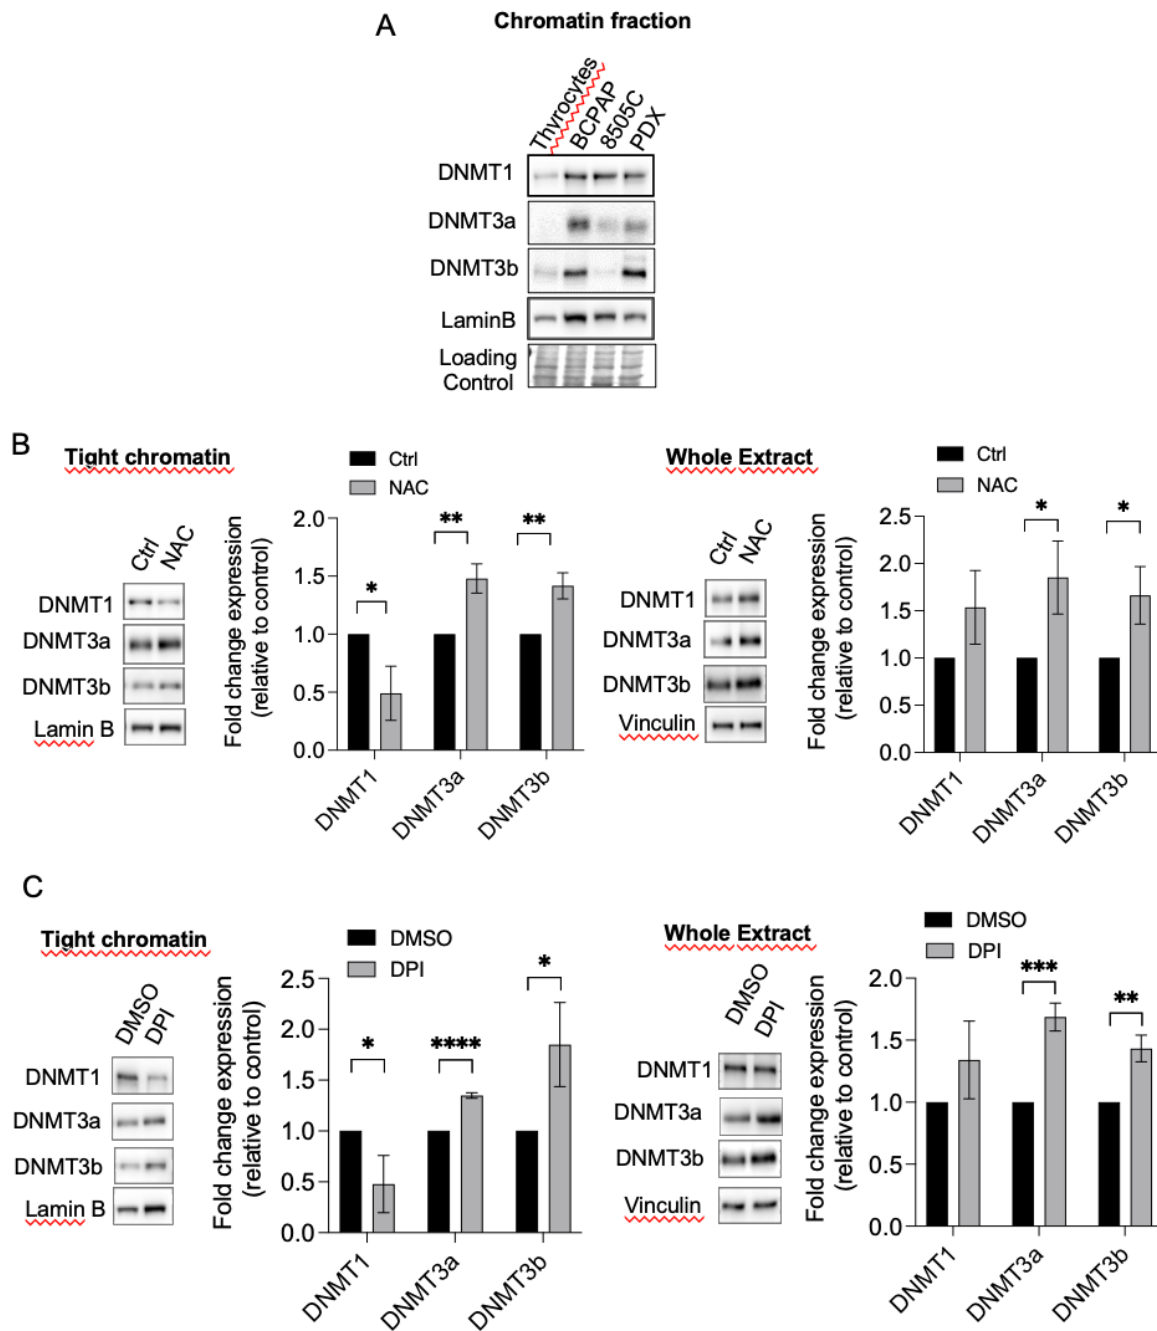 A
Chromatin fraction
Thyrocytes
BCPAP
8505C
PDX
DNMT1
DNMT3a
DNMT3b
LaminB
Loading
Control
B
Tight chromatin
Ctrl
NAC
DNMT1
DNMT3a
DNMT3b
Lamin B
Ctrl
NAC
Fold change expression
(relative to control)
2.0
1.5
1.0
0.5
0.0
*
**
**
DNMT1
DNMT3a
DNMT3b
Whole Extract
Ctrl
NAC
DNMT1
DNMT3a
DNMT3b
Vinculin
Ctrl
NAC
Fold change expression
(relative to control)
2.5
2.0
1.5
1.0
0.5
0.0
*
*
DNMT1
DNMT3a
DNMT3b
C
Tight chromatin
DMSO
DPI
DNMT1
DNMT3a
DNMT3b
Lamin B
DMSO
DPI
Fold change expression
(relative to control)
2.5
2.0
1.5
1.0
0.5
0.0
*
****
*
DNMT1
DNMT3a
DNMT3b
Whole Extract
DMSO
DPI
DNMT1
DNMT3a
DNMT3b
Vinculin
DMSO
DPI
Fold change expression
(relative to control)
2.0
1.5
1.0
0.5
0.0
***
**
DNMT1
DNMT3a
DNMT3b